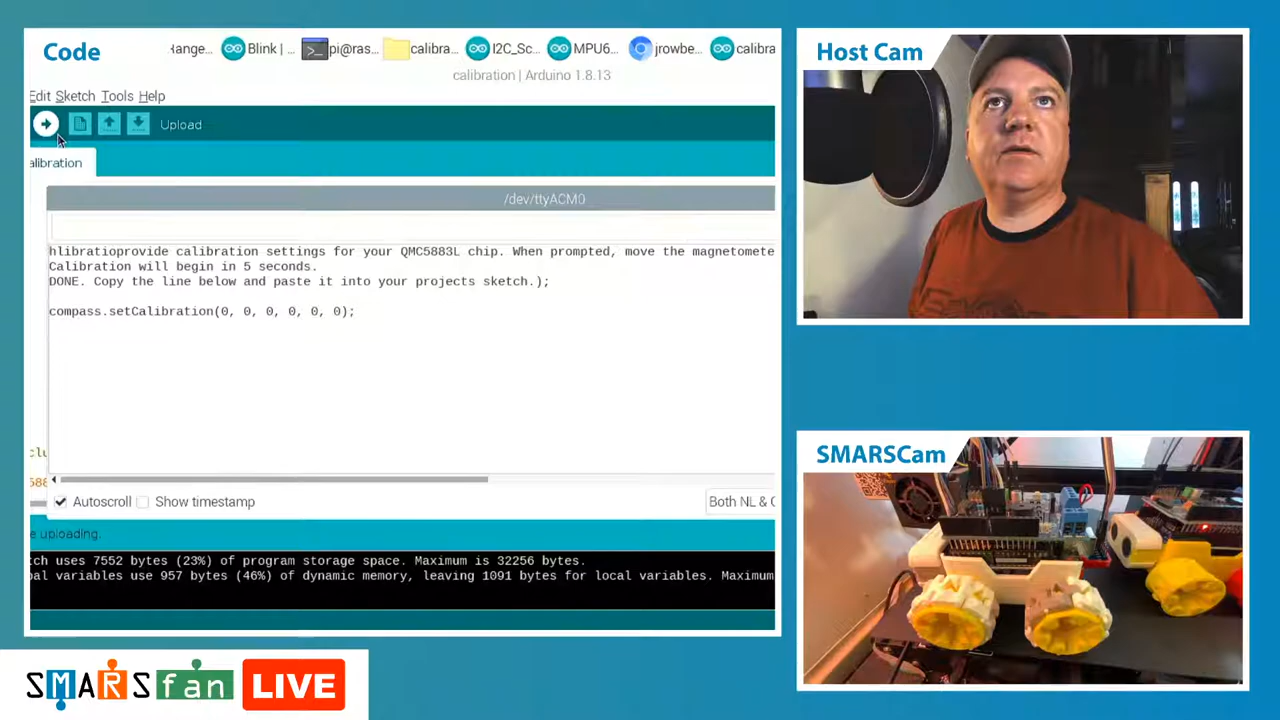 Code
Hange...
Blink | ...
pi@ras...
calibra...
I2C_Sc...
MPU6...
jrowbe...
calibra
calibration | Arduino 1.8.13
Edit Sketch Tools Help
Upload
alibration
/dev/ttyACM0
hlibratioprovide calibration settings for your QMC5883L chip. When prompted, move the magnetomete
Calibration will begin in 5 seconds.
DONE. Copy the line below and paste it into your projects sketch.);
compass.setCalibration(0, 0, 0, 0, 0, 0);
clu
588
Autoscroll Show timestamp
Both NL & C
e uploading.
tch uses 7552 bytes (23%) of program storage space. Maximum is 32256 bytes.
bal variables use 957 bytes (46%) of dynamic memory, leaving 1091 bytes for local variables. Maximum
Host Cam
SMARSCam
SMARS fan LIVE